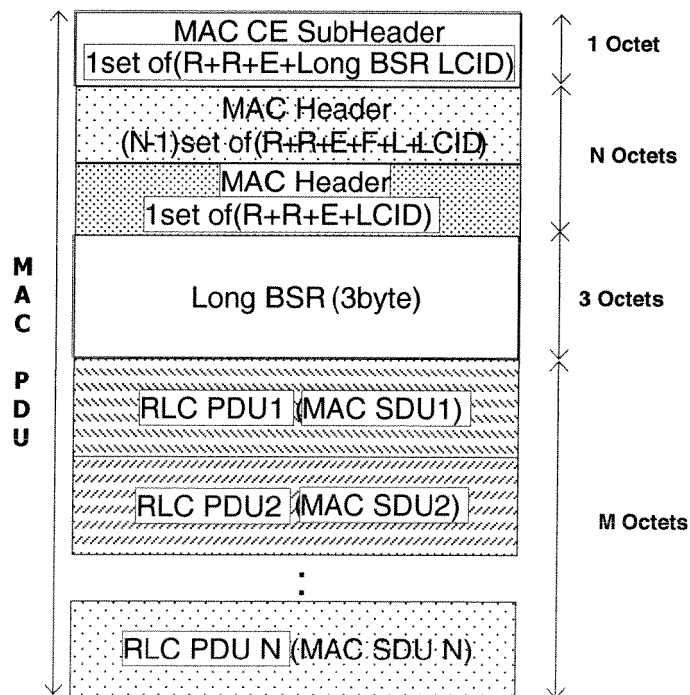 MAC CE SubHeader
1set of(R+R+E+Long BSR LCID)
1 Octet
MAC Header
(N-1)set of(R+R+E+F+L+LCID)
N Octets
MAC Header
1set of(R+R+E+LCID)
Long BSR (3byte)
3 Octets
MAC PDU
RLC PDU1 (MAC SDU1)
RLC PDU2 (MAC SDU2)
M Octets
:
RLC PDU N (MAC SDU N)